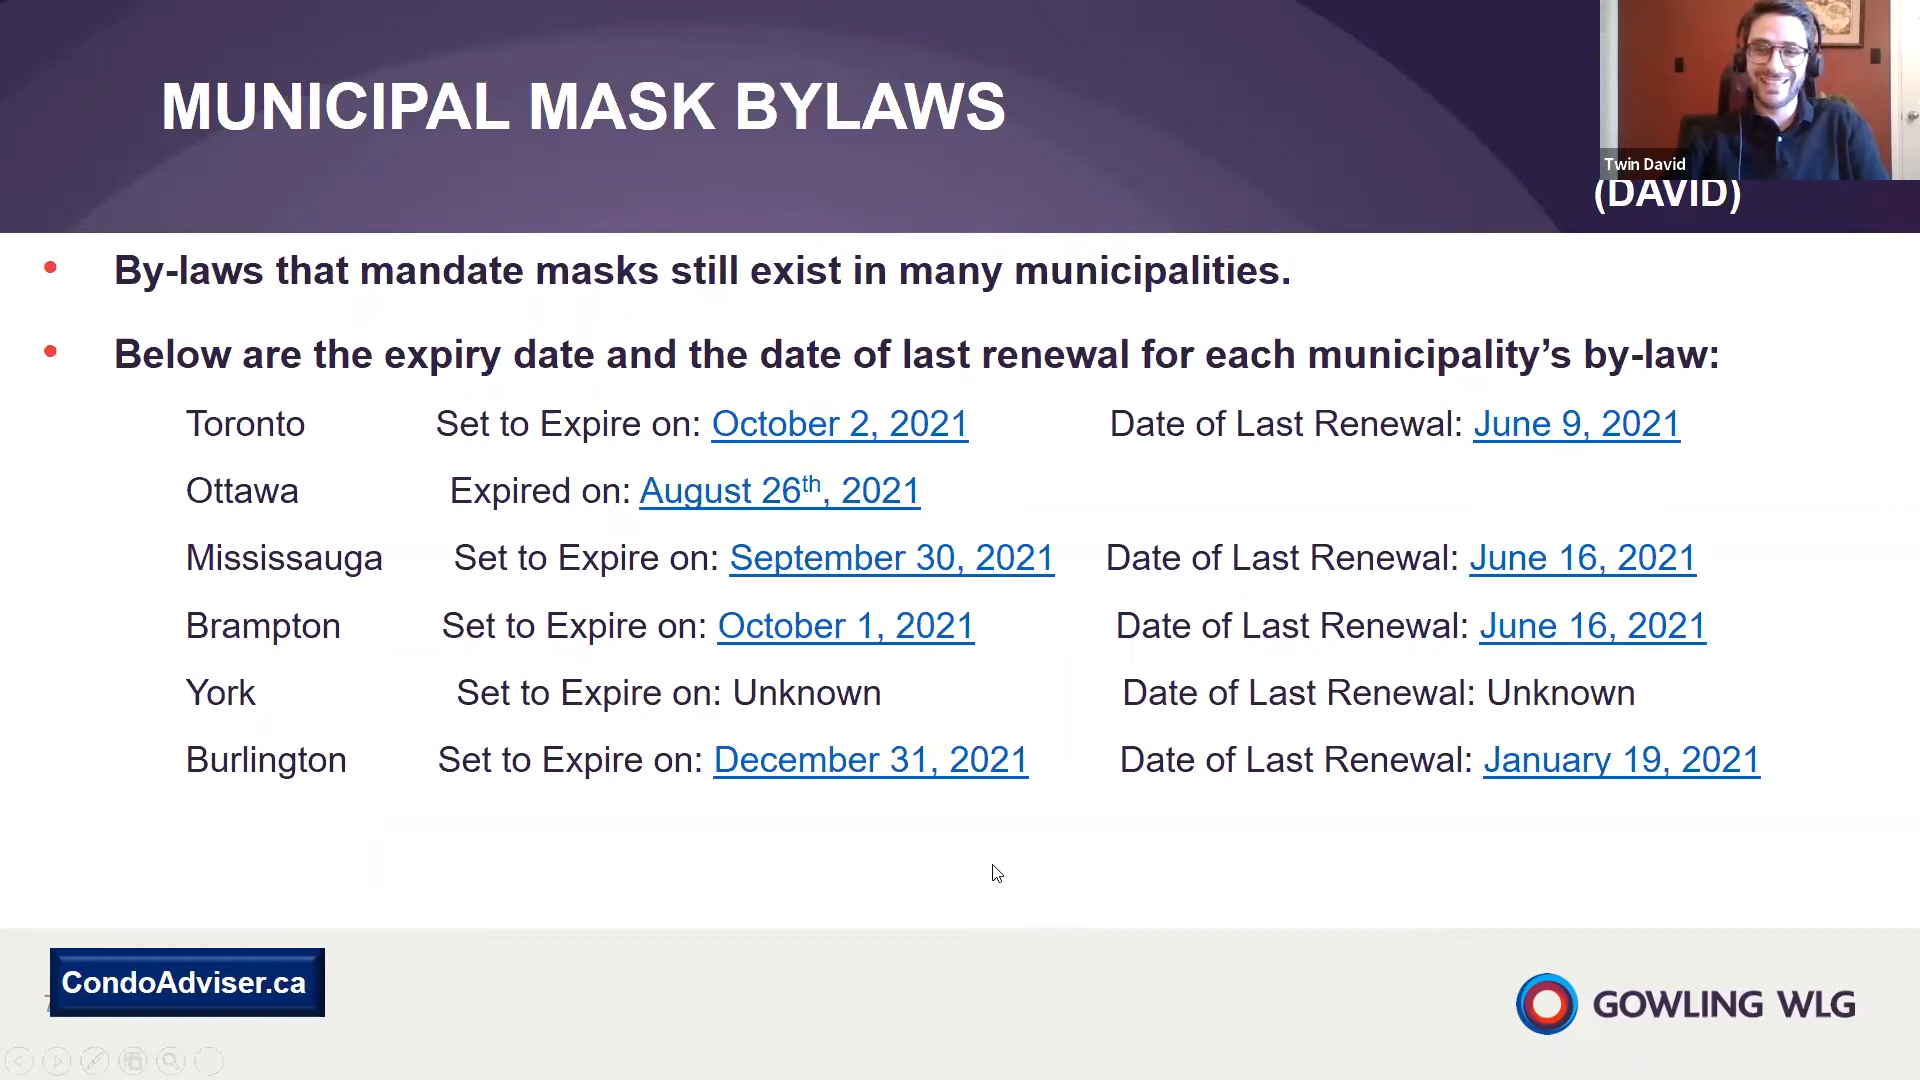 MUNICIPAL MASK BYLAWS
Twin David
(DAVID)
• By-laws that mandate masks still exist in many municipalities.
• Below are the expiry date and the date of last renewal for each municipality’s by-law:
Toronto Set to Expire on: October 2, 2021 Date of Last Renewal: June 9, 2021
Ottawa Expired on: August 26th, 2021
Mississauga Set to Expire on: September 30, 2021 Date of Last Renewal: June 16, 2021
Brampton Set to Expire on: October 1, 2021 Date of Last Renewal: June 16, 2021
York Set to Expire on: Unknown Date of Last Renewal: Unknown
Burlington Set to Expire on: December 31, 2021 Date of Last Renewal: January 19, 2021
CondoAdviser.ca
GOWLING WLG